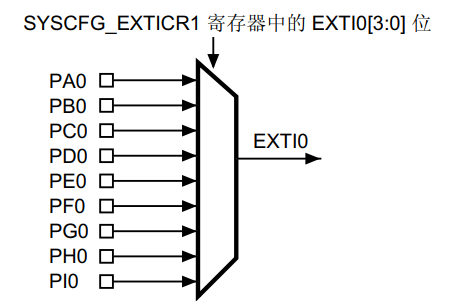 SYSCFG_EXTICR1 寄存器中的 EXTI0[3:0] 位
PA0
PB0
PC0
PD0
PE0
PF0
PG0
PH0
PI0
EXTI0